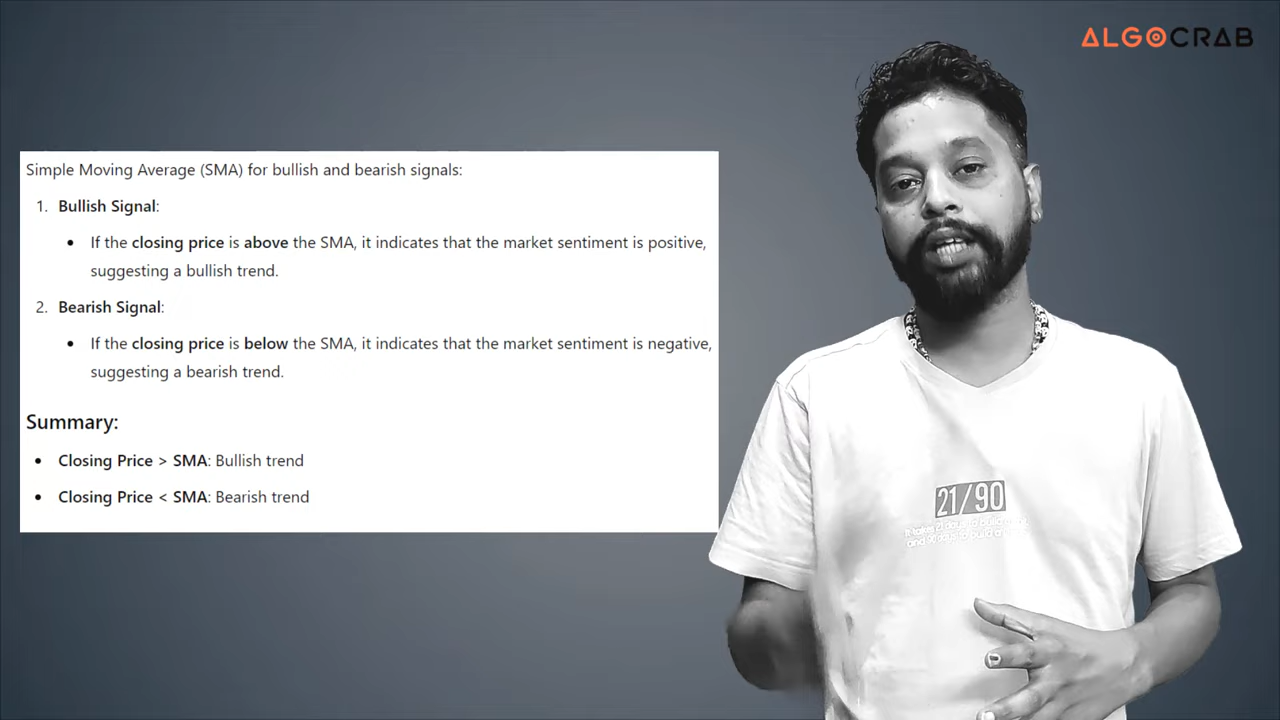 ALGOCRAB
Simple Moving Average (SMA) for bullish and bearish signals:
1. Bullish Signal:
• If the closing price is above the SMA, it indicates that the market sentiment is positive,
suggesting a bullish trend.
2. Bearish Signal:
• If the closing price is below the SMA, it indicates that the market sentiment is negative,
suggesting a bearish trend.
Summary:
• Closing Price > SMA: Bullish trend
• Closing Price < SMA: Bearish trend
21/90